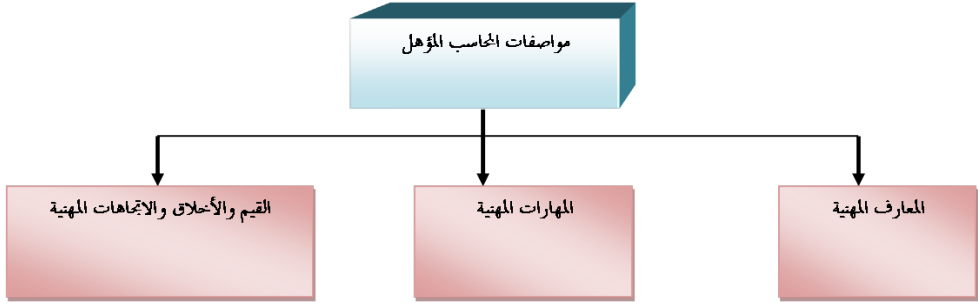 مواصفات المحاسب المؤهل
المعارف المهنية
المهارات المهنية
القيم والأخلاق والاتجاهات المهنية